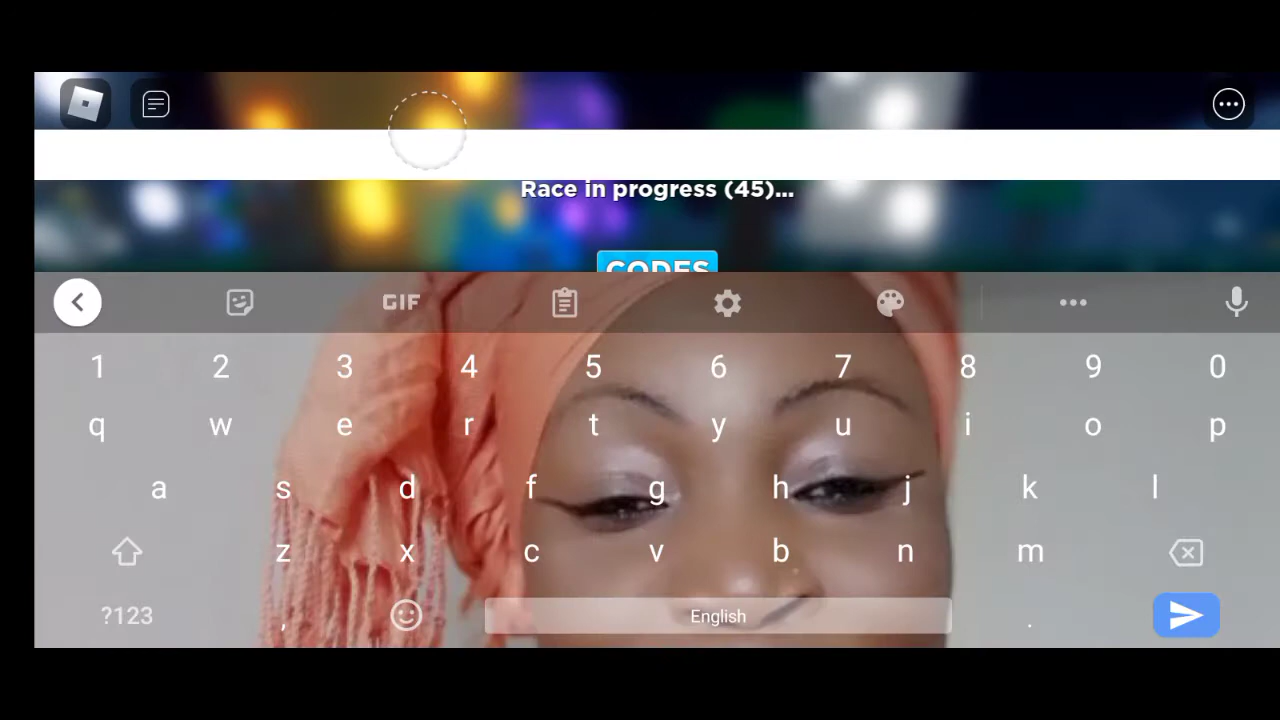 Race in progress (45)...
CODES
GIF
1 2 3 4 5 6 7 8 9 0
q w e r t y u i o p
a s d f g h j k l
z x c v b n m
?123 , English .